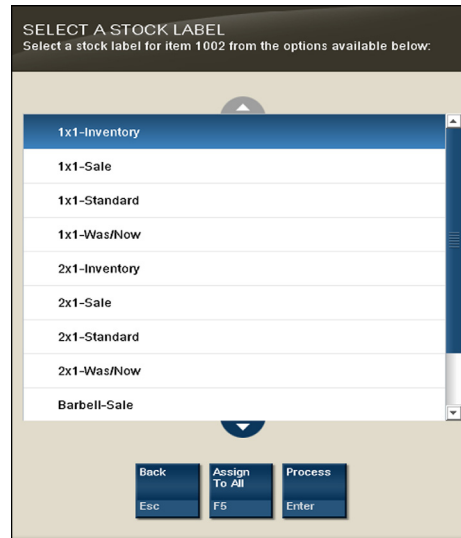 SELECT A STOCK LABEL
Select a stock label for item 1002 from the options available below:
1x1-Inventory
1x1-Sale
1x1-Standard
1x1-Was/Now
2x1-Inventory
2x1-Sale
2x1-Standard
2x1-Was/Now
Barbell-Sale
Back Assign Process
To All
Esc F5 Enter